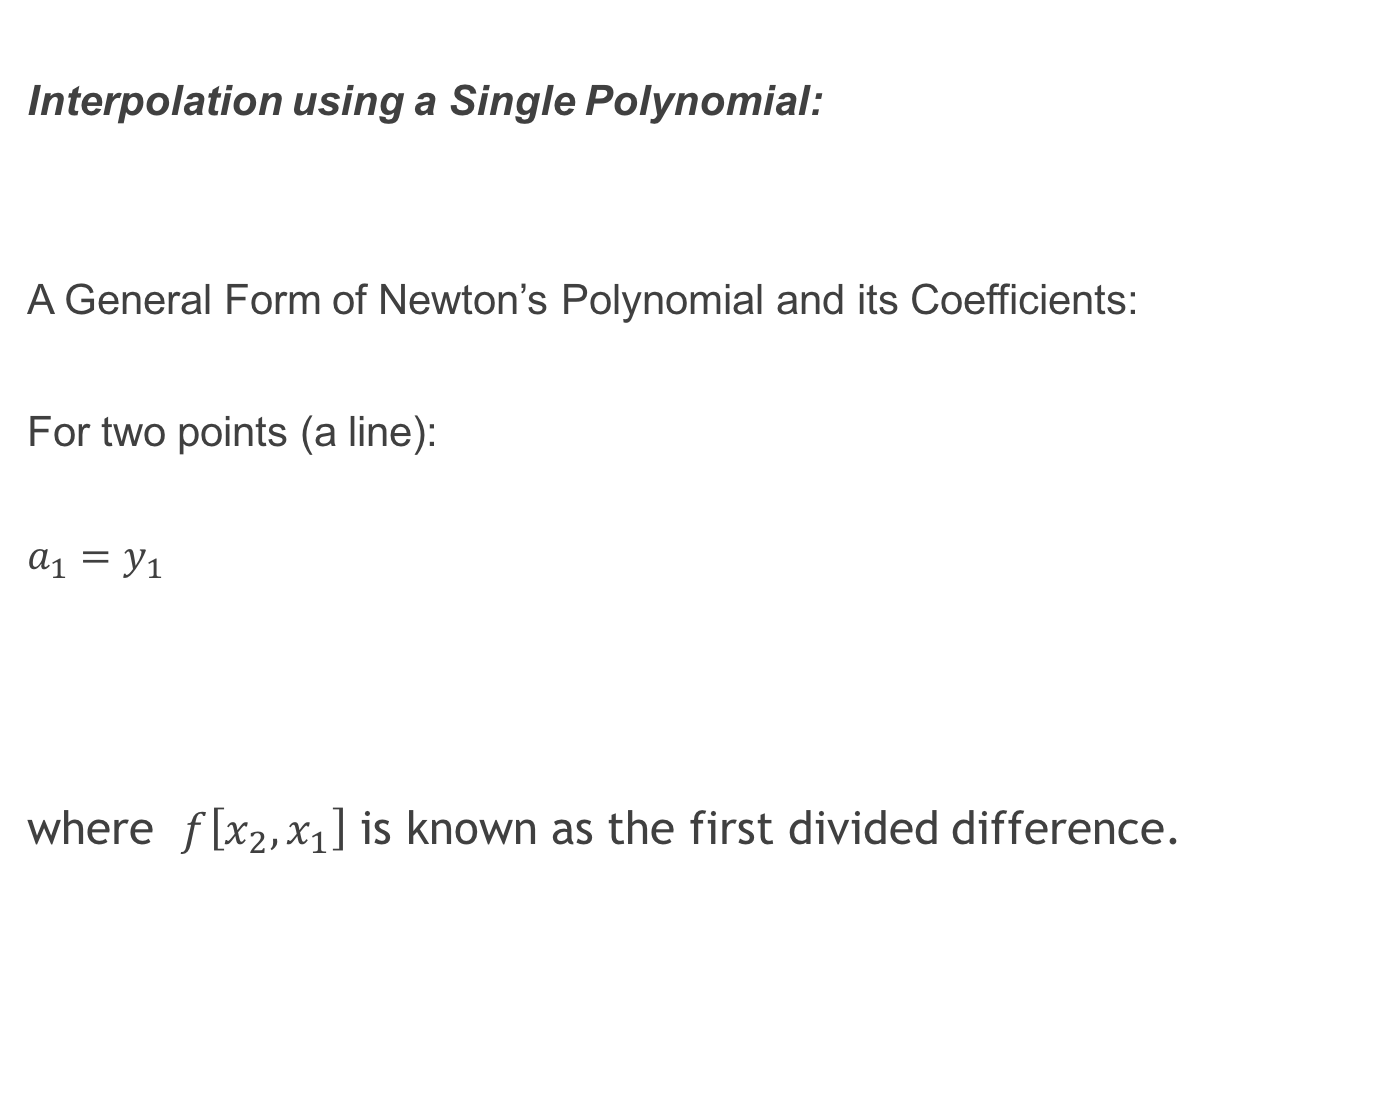 Interpolation using a Single Polynomial:
A General Form of Newton’s Polynomial and its Coefficients:
For two points (a line):
𝑎₁ = 𝑦₁
where 𝑓[𝑥₂, 𝑥₁] is known as the first divided difference.